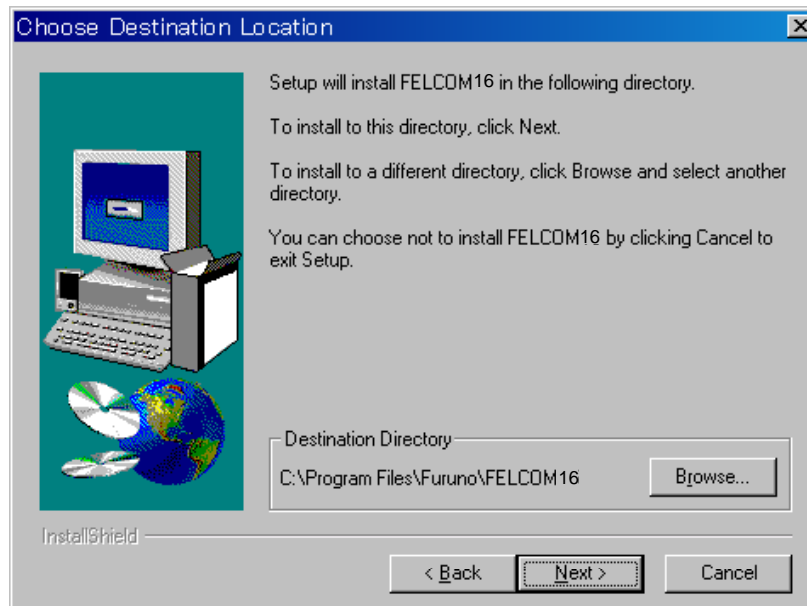 Choose Destination Location
Setup will install FELCOM16 in the following directory.
To install to this directory, click Next.
To install to a different directory, click Browse and select another
directory.
You can choose not to install FELCOM16 by clicking Cancel to
exit Setup.
Destination Directory
C:\Program Files\Furuno\FELCOM16
Browse...
InstallShield
< Back
Next >
Cancel